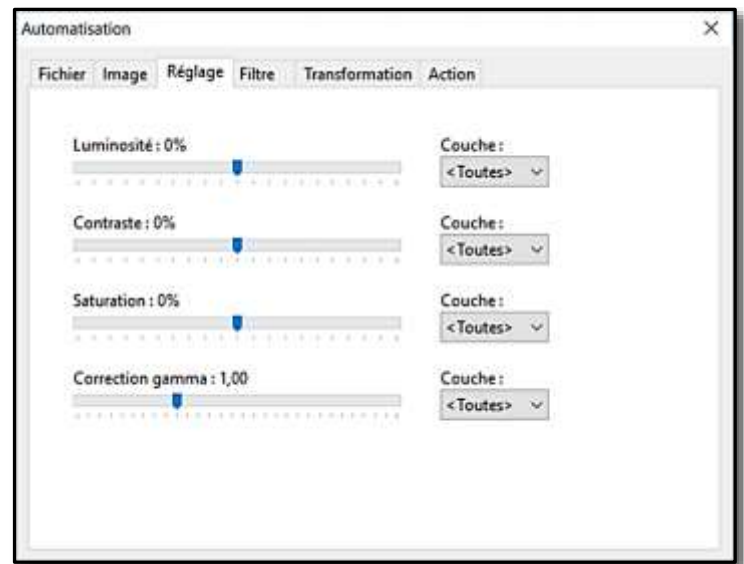 Automatisation
Fichier Image Réglage Filtre Transformation Action
Luminosité : 0% Couche :
<Toutes>
Contraste : 0% Couche :
<Toutes>
Saturation : 0% Couche :
<Toutes>
Correction gamma : 1,00 Couche :
<Toutes>